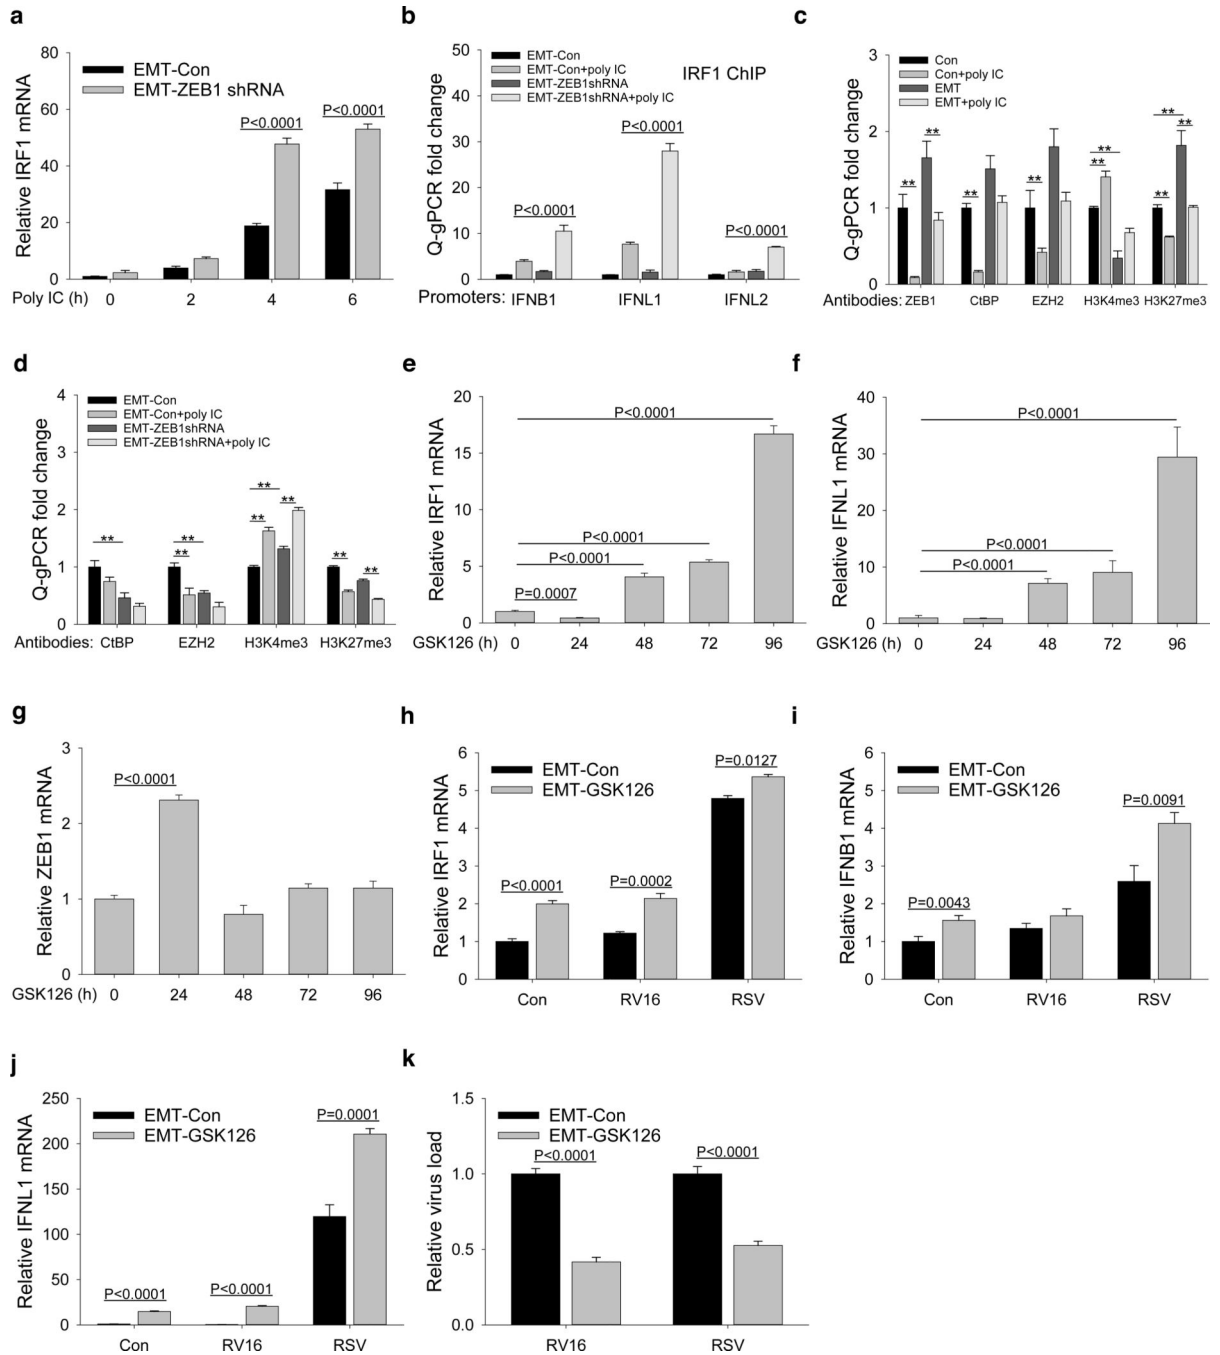 a
Relative IRF1 mRNA
80
60
40
20
0
EMT-Con
EMT-ZEB1 shRNA
P<0.0001
P<0.0001
Poly IC (h) 0 2 4 6
b
Q-gPCR fold change
50
40
30
20
10
0
EMT-Con
EMT-Con+poly IC
EMT-ZEB1shRNA
EMT-ZEB1shRNA+poly IC
IRF1 ChIP
P<0.0001
P<0.0001
P<0.0001
Promoters: IFNB1 IFNL1 IFNL2
c
Q-gPCR fold change
3
2
1
0
Con
Con+poly IC
EMT
EMT+poly IC
** ** ** ** ** ** ** ** **
Antibodies: ZEB1 CtBP EZH2 H3K4me3 H3K27me3
d
Q-gPCR fold change
4
3
2
1
0
EMT-Con
EMT-Con+poly IC
EMT-ZEB1shRNA
EMT-ZEB1shRNA+poly IC
** ** ** ** ** ** ** **
Antibodies: CtBP EZH2 H3K4me3 H3K27me3
e
Relative IRF1 mRNA
20
15
10
5
0
P<0.0001
P<0.0001
P<0.0001
P=0.0007
GSK126 (h) 0 24 48 72 96
f
Relative IFNL1 mRNA
40
30
20
10
0
P<0.0001
P<0.0001
P<0.0001
GSK126 (h) 0 24 48 72 96
g
Relative ZEB1 mRNA
3
2
1
0
P<0.0001
GSK126 (h) 0 24 48 72 96
h
Relative IRF1 mRNA
6
5
4
3
2
1
0
EMT-Con
EMT-GSK126
P<0.0001
P=0.0002
P=0.0127
Con RV16 RSV
i
Relative IFNB1 mRNA
6
5
4
3
2
1
0
EMT-Con
EMT-GSK126
P=0.0043
P=0.0091
Con RV16 RSV
j
Relative IFNL1 mRNA
250
200
150
100
50
0
EMT-Con
EMT-GSK126
P<0.0001
P<0.0001
P=0.0001
Con RV16 RSV
k
Relative virus load
1.5
1.0
0.5
0.0
EMT-Con
EMT-GSK126
P<0.0001
P<0.0001
RV16 RSV